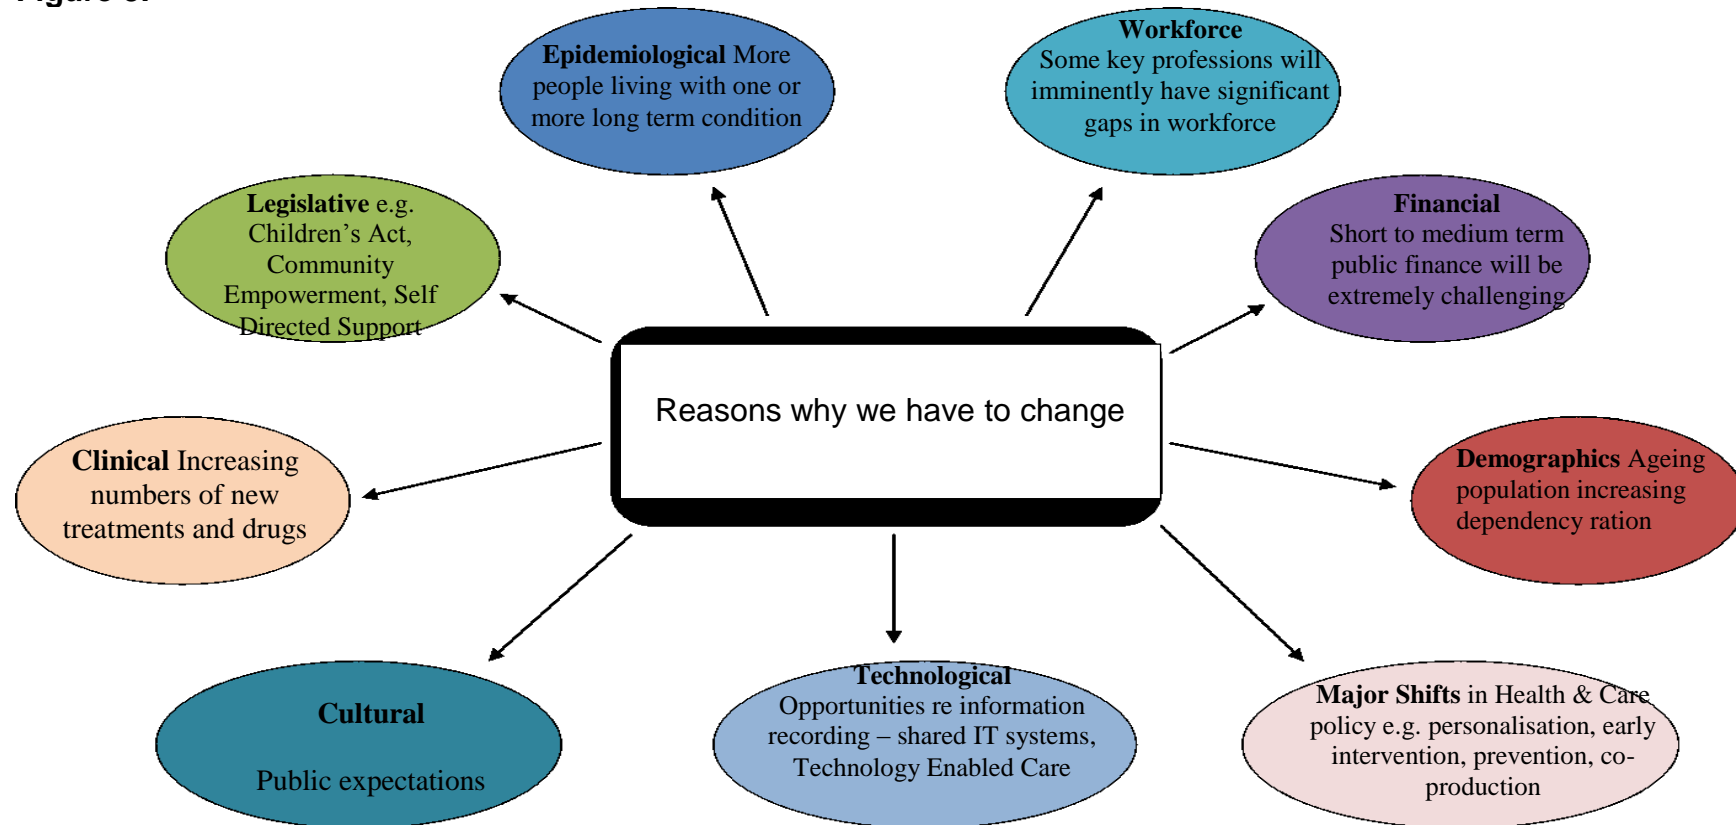 Epidemiological More
people living with one or
more long term condition
Workforce
Some key professions will
imminently have significant
gaps in workforce
Legislative e.g.
Children’s Act,
Community
Empowerment, Self
Directed Support
Financial
Short to medium term
public finance will be
extremely challenging
Reasons why we have to change
Clinical Increasing
numbers of new
treatments and drugs
Demographics Ageing
population increasing
dependency ration
Cultural
Public expectations
Technological
Opportunities re information
recording – shared IT systems,
Technology Enabled Care
Major Shifts in Health & Care
policy e.g. personalisation, early
intervention, prevention, co-
production